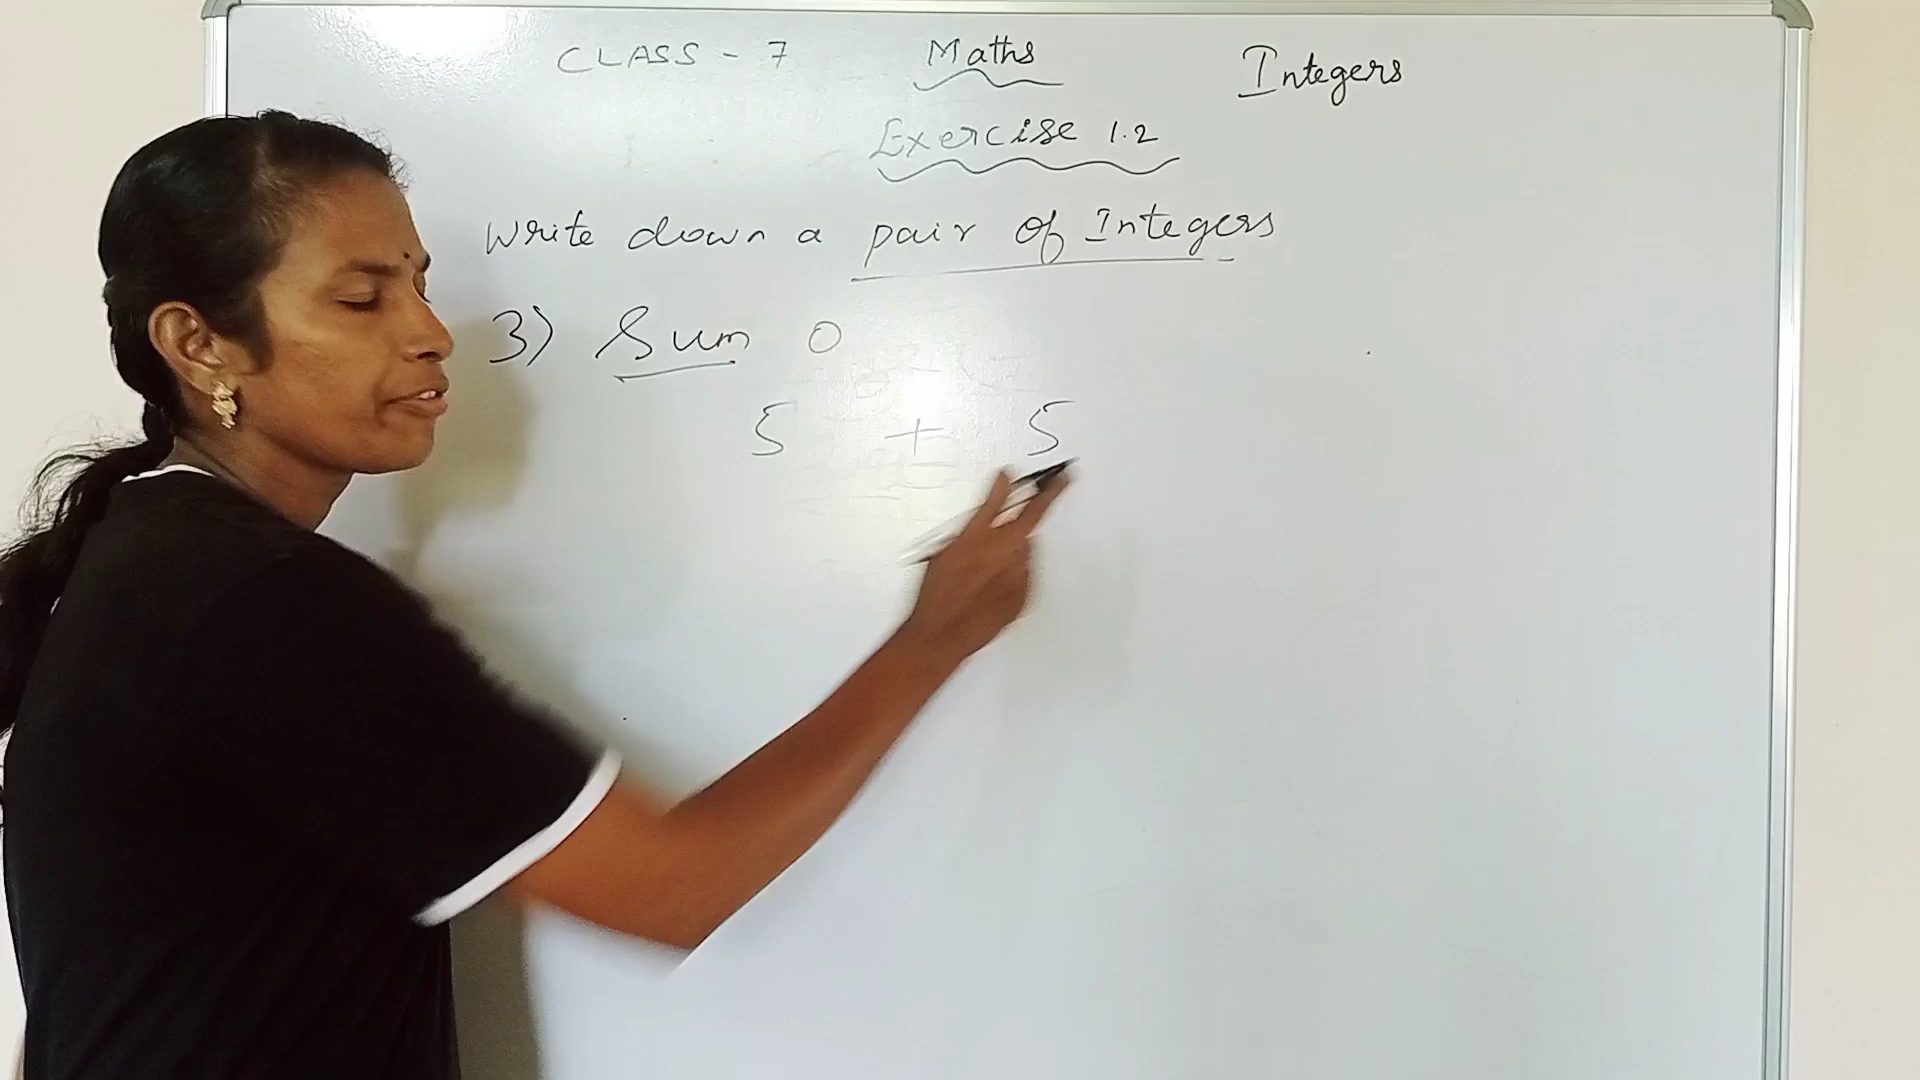 CLASS - 7 Maths Integers
Exercise 1.2
Write down a pair of Integers
3) Sum 0
5 + 5